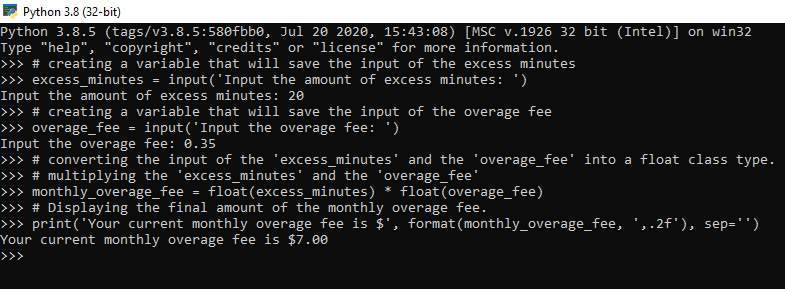 Python 3.8 (32-bit)
Python 3.8.5 (tags/v3.8.5:580fbb0, Jul 20 2020, 15:43:08) [MSC v.1926 32 bit (Intel)] on win32
Type "help", "copyright", "credits" or "license" for more information.
>>> # creating a variable that will save the input of the excess minutes
>>> excess_minutes = input('Input the amount of excess minutes: ')
Input the amount of excess minutes: 20
>>> # creating a variable that will save the input of the overage fee
>>> overage_fee = input('Input the overage fee: ')
Input the overage fee: 0.35
>>> # converting the input of the 'excess_minutes' and the 'overage_fee' into a float class type.
>>> # multiplying the 'excess_minutes' and the 'overage_fee'
>>> monthly_overage_fee = float(excess_minutes) * float(overage_fee)
>>> # Displaying the final amount of the monthly overage fee.
>>> print('Your current monthly overage fee is $', format(monthly_overage_fee, ',.2f'), sep='')
Your current monthly overage fee is $7.00
>>>